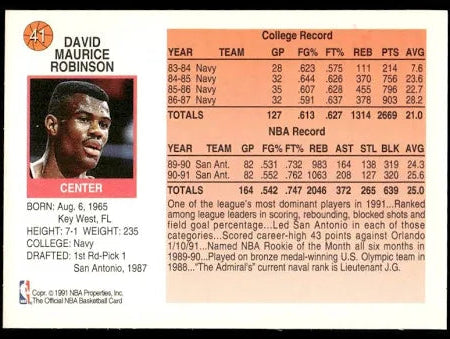 41
DAVID
MAURICE
ROBINSON
CENTER
BORN: Aug. 6, 1965
Key West, FL
HEIGHT: 7-1 WEIGHT: 235
COLLEGE: Navy
DRAFTED: 1st Rd-Pick 1
San Antonio, 1987
Copr. © 1991 NBA Properties, Inc.
The Official NBA Basketball Card
College Record
YEAR TEAM GP FG% FT% REB PTS AVG
83-84 Navy 28 .623 .575 111 214 7.6
84-85 Navy 32 .644 .626 370 756 23.6
85-86 Navy 35 .607 .628 455 796 22.7
86-87 Navy 32 .591 .637 378 903 28.2
TOTALS 127 .613 .627 1314 2669 21.0
NBA Record
YEAR TEAM GP FG% FT% REB AST STL BLK AVG
89-90 San Ant. 82 .531 .732 983 164 138 319 24.3
90-91 San Ant. 82 .552 .762 1063 208 127 320 25.6
TOTALS 164 .542 .747 2046 372 265 639 25.0
One of the league's most dominant players in 1991...Ranked
among league leaders in scoring, rebounding, blocked shots and
field goal percentage...Led San Antonio in each of those
categories...Scored career-high 43 points against Orlando
1/10/91...Named NBA Rookie of the Month all six months in
1989-90...Played on bronze medal-winning U.S. Olympic team in
1988..."The Admiral's" current naval rank is Lieutenant J.G.